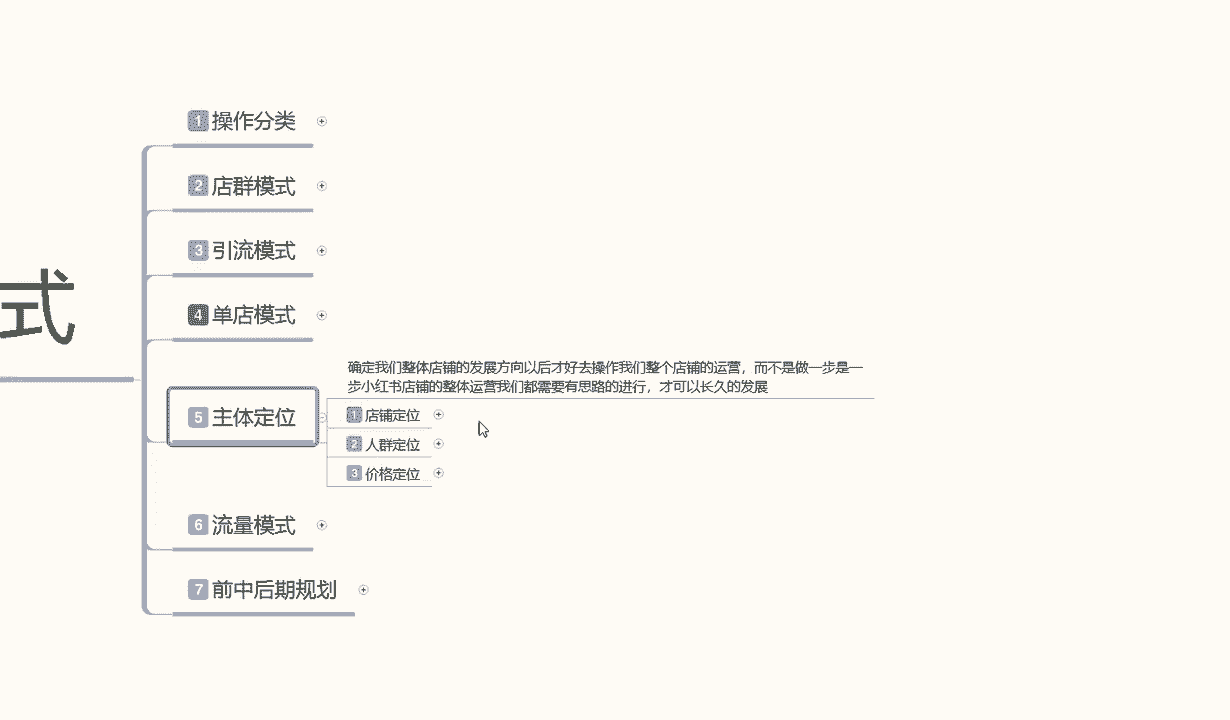 式
1 操作分类
2 店群模式
3 引流模式
4 单店模式
确定我们整体店铺的发展方向以后才好去操作我们整个店铺的运营，而不是做一步是一
步小红书店铺的整体运营我们都需要有思路的进行，才可以长久的发展
5 主体定位
1 店铺定位
2 人群定位
3 价格定位
6 流量模式
7 前中后期规划